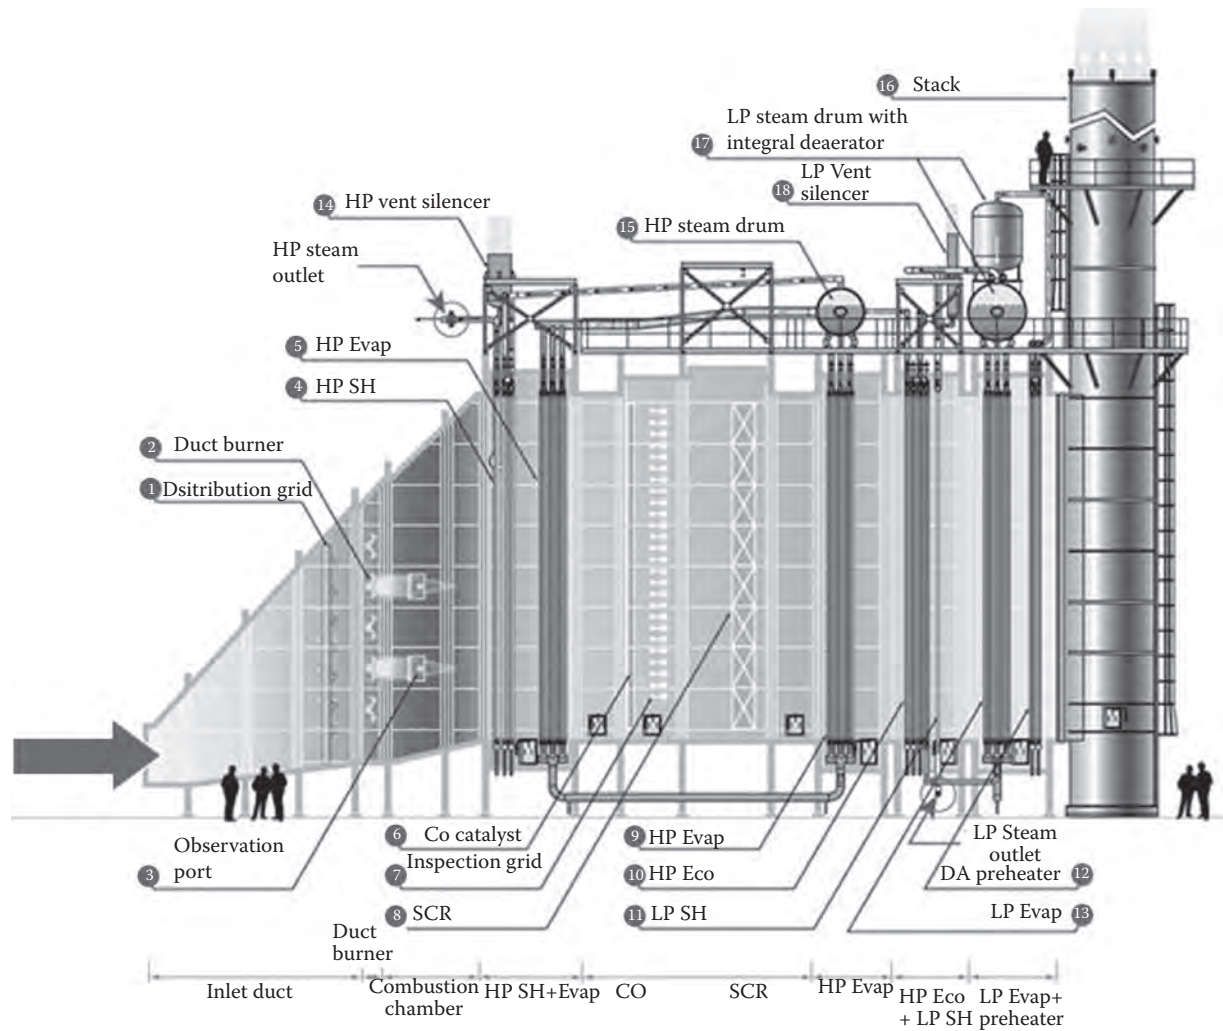 16 Stack
LP steam drum with
17 integral deaerator
LP Vent
18 silencer
14 HP vent silencer
15 HP steam drum
HP steam
outlet
5 HP Evap
4 HP SH
2 Duct burner
1 Dsitribution grid
Observation
3 port
6 Co catalyst
Inspection grid
7
8 SCR
9 HP Evap
10 HP Eco
11 LP SH
LP Steam
outlet
DA preheater 12
LP Evap 13
Duct
burner
Inlet duct
Combustion
chamber
HP SH+Evap
CO
SCR
HP Evap
HP Eco
+ LP SH
LP Evap+
preheater